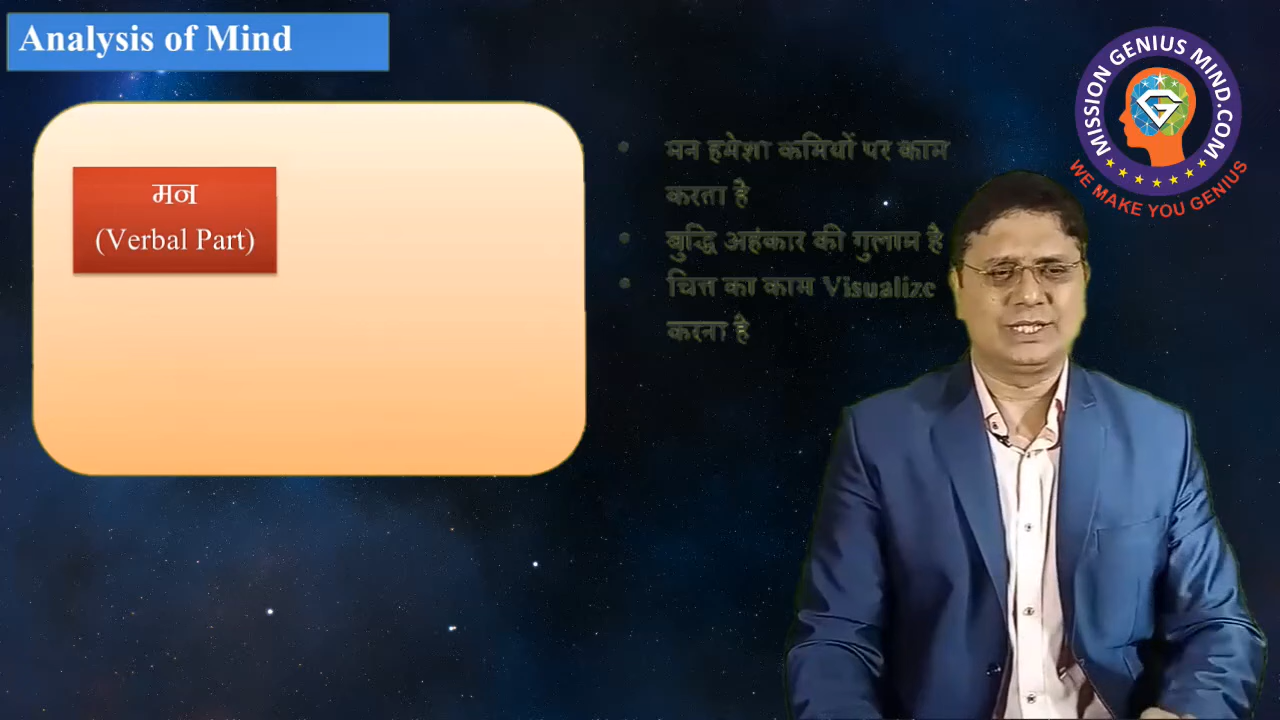 Analysis of Mind
मन
(Verbal Part)
मन हमेशा कमियों पर काम
करता है
बुद्धि अहंकार की गुलाम है
चित्त का काम Visualize
करना है
MISSION GENIUS MIND.COM
WE MAKE YOU GENIUS